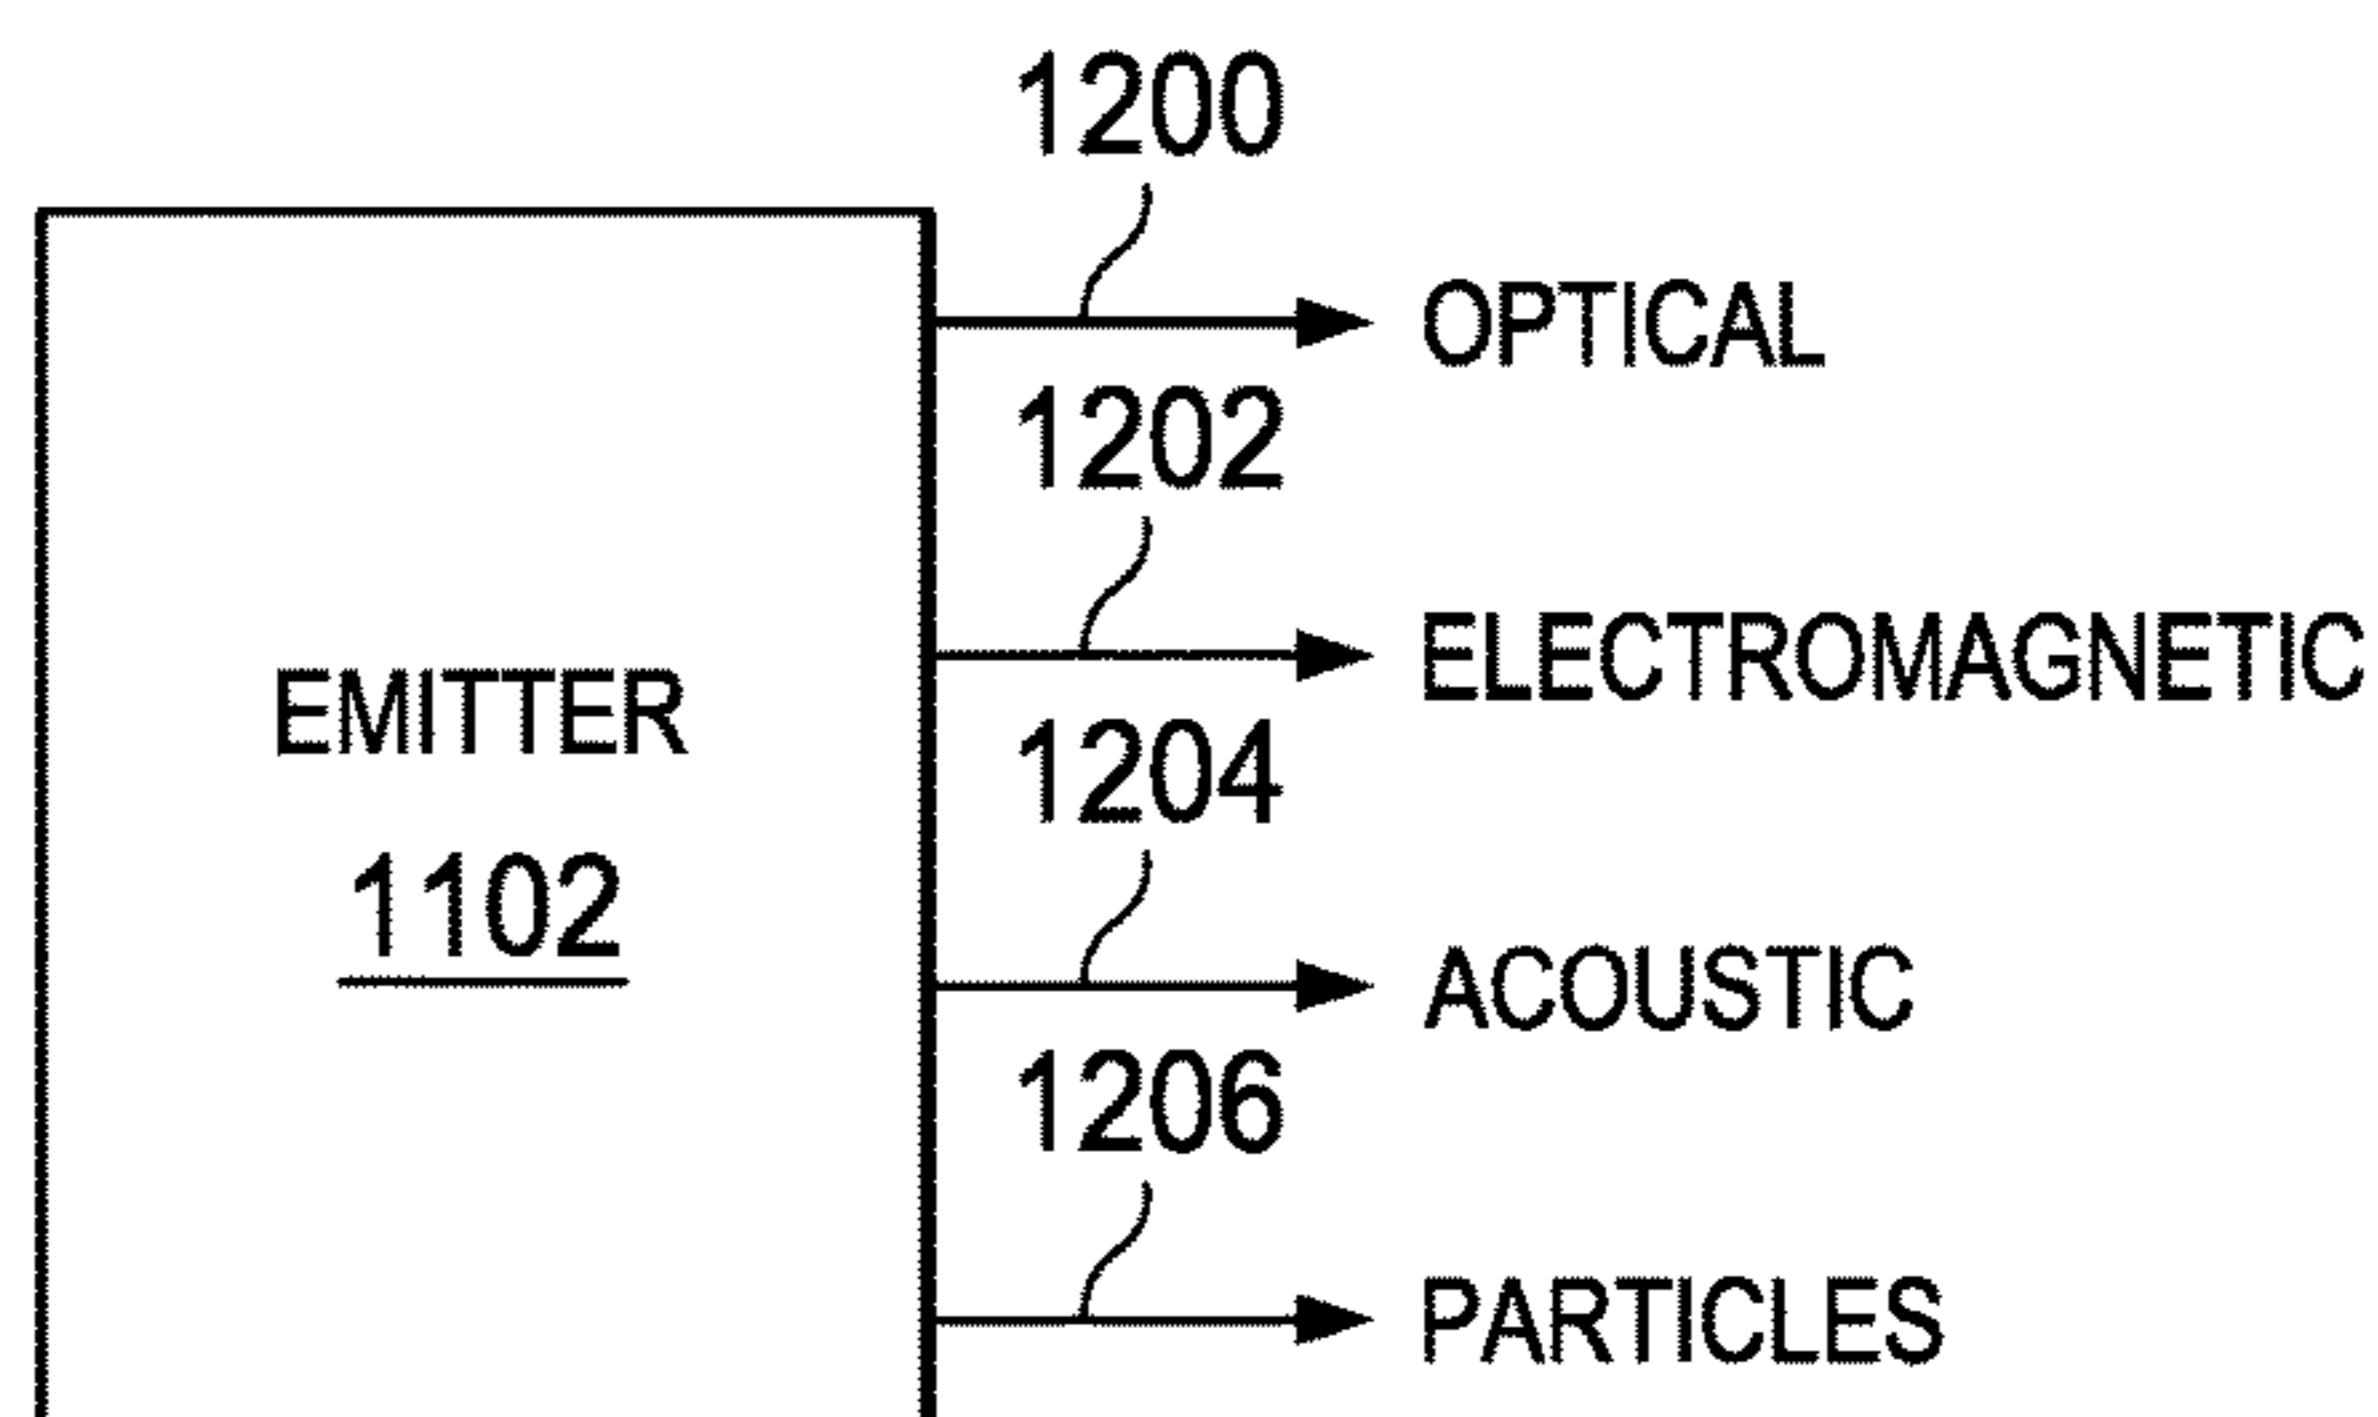 1200
OPTICAL
1202
ELECTROMAGNETIC
EMITTER
1102
1204
ACOUSTIC
1206
PARTICLES